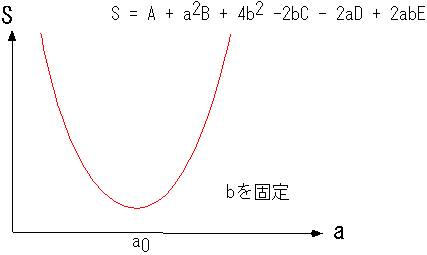 S = A + a²B + 4b² -2bC - 2aD + 2abE
S
bを固定
a
a₀